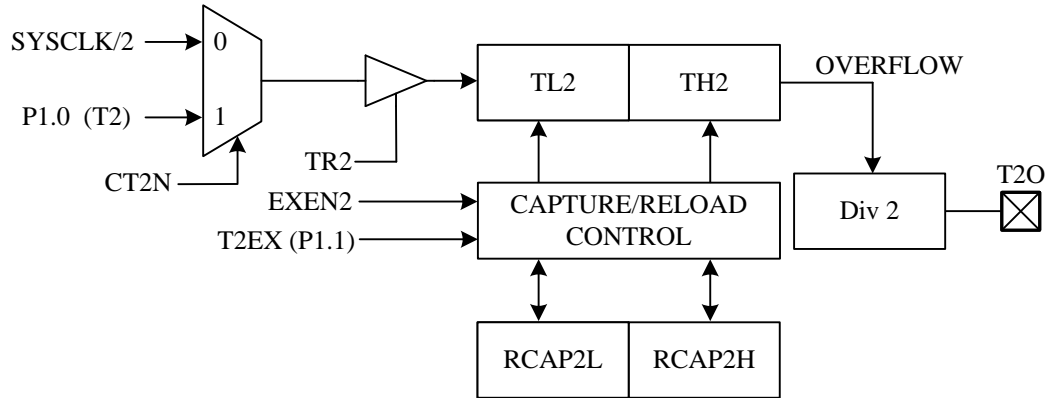 SYSCLK/2
0
P1.0 (T2)
1
CT2N
TR2
TL2
TH2
OVERFLOW
EXEN2
T2EX (P1.1)
CAPTURE/RELOAD
CONTROL
Div 2
T2O
RCAP2L
RCAP2H